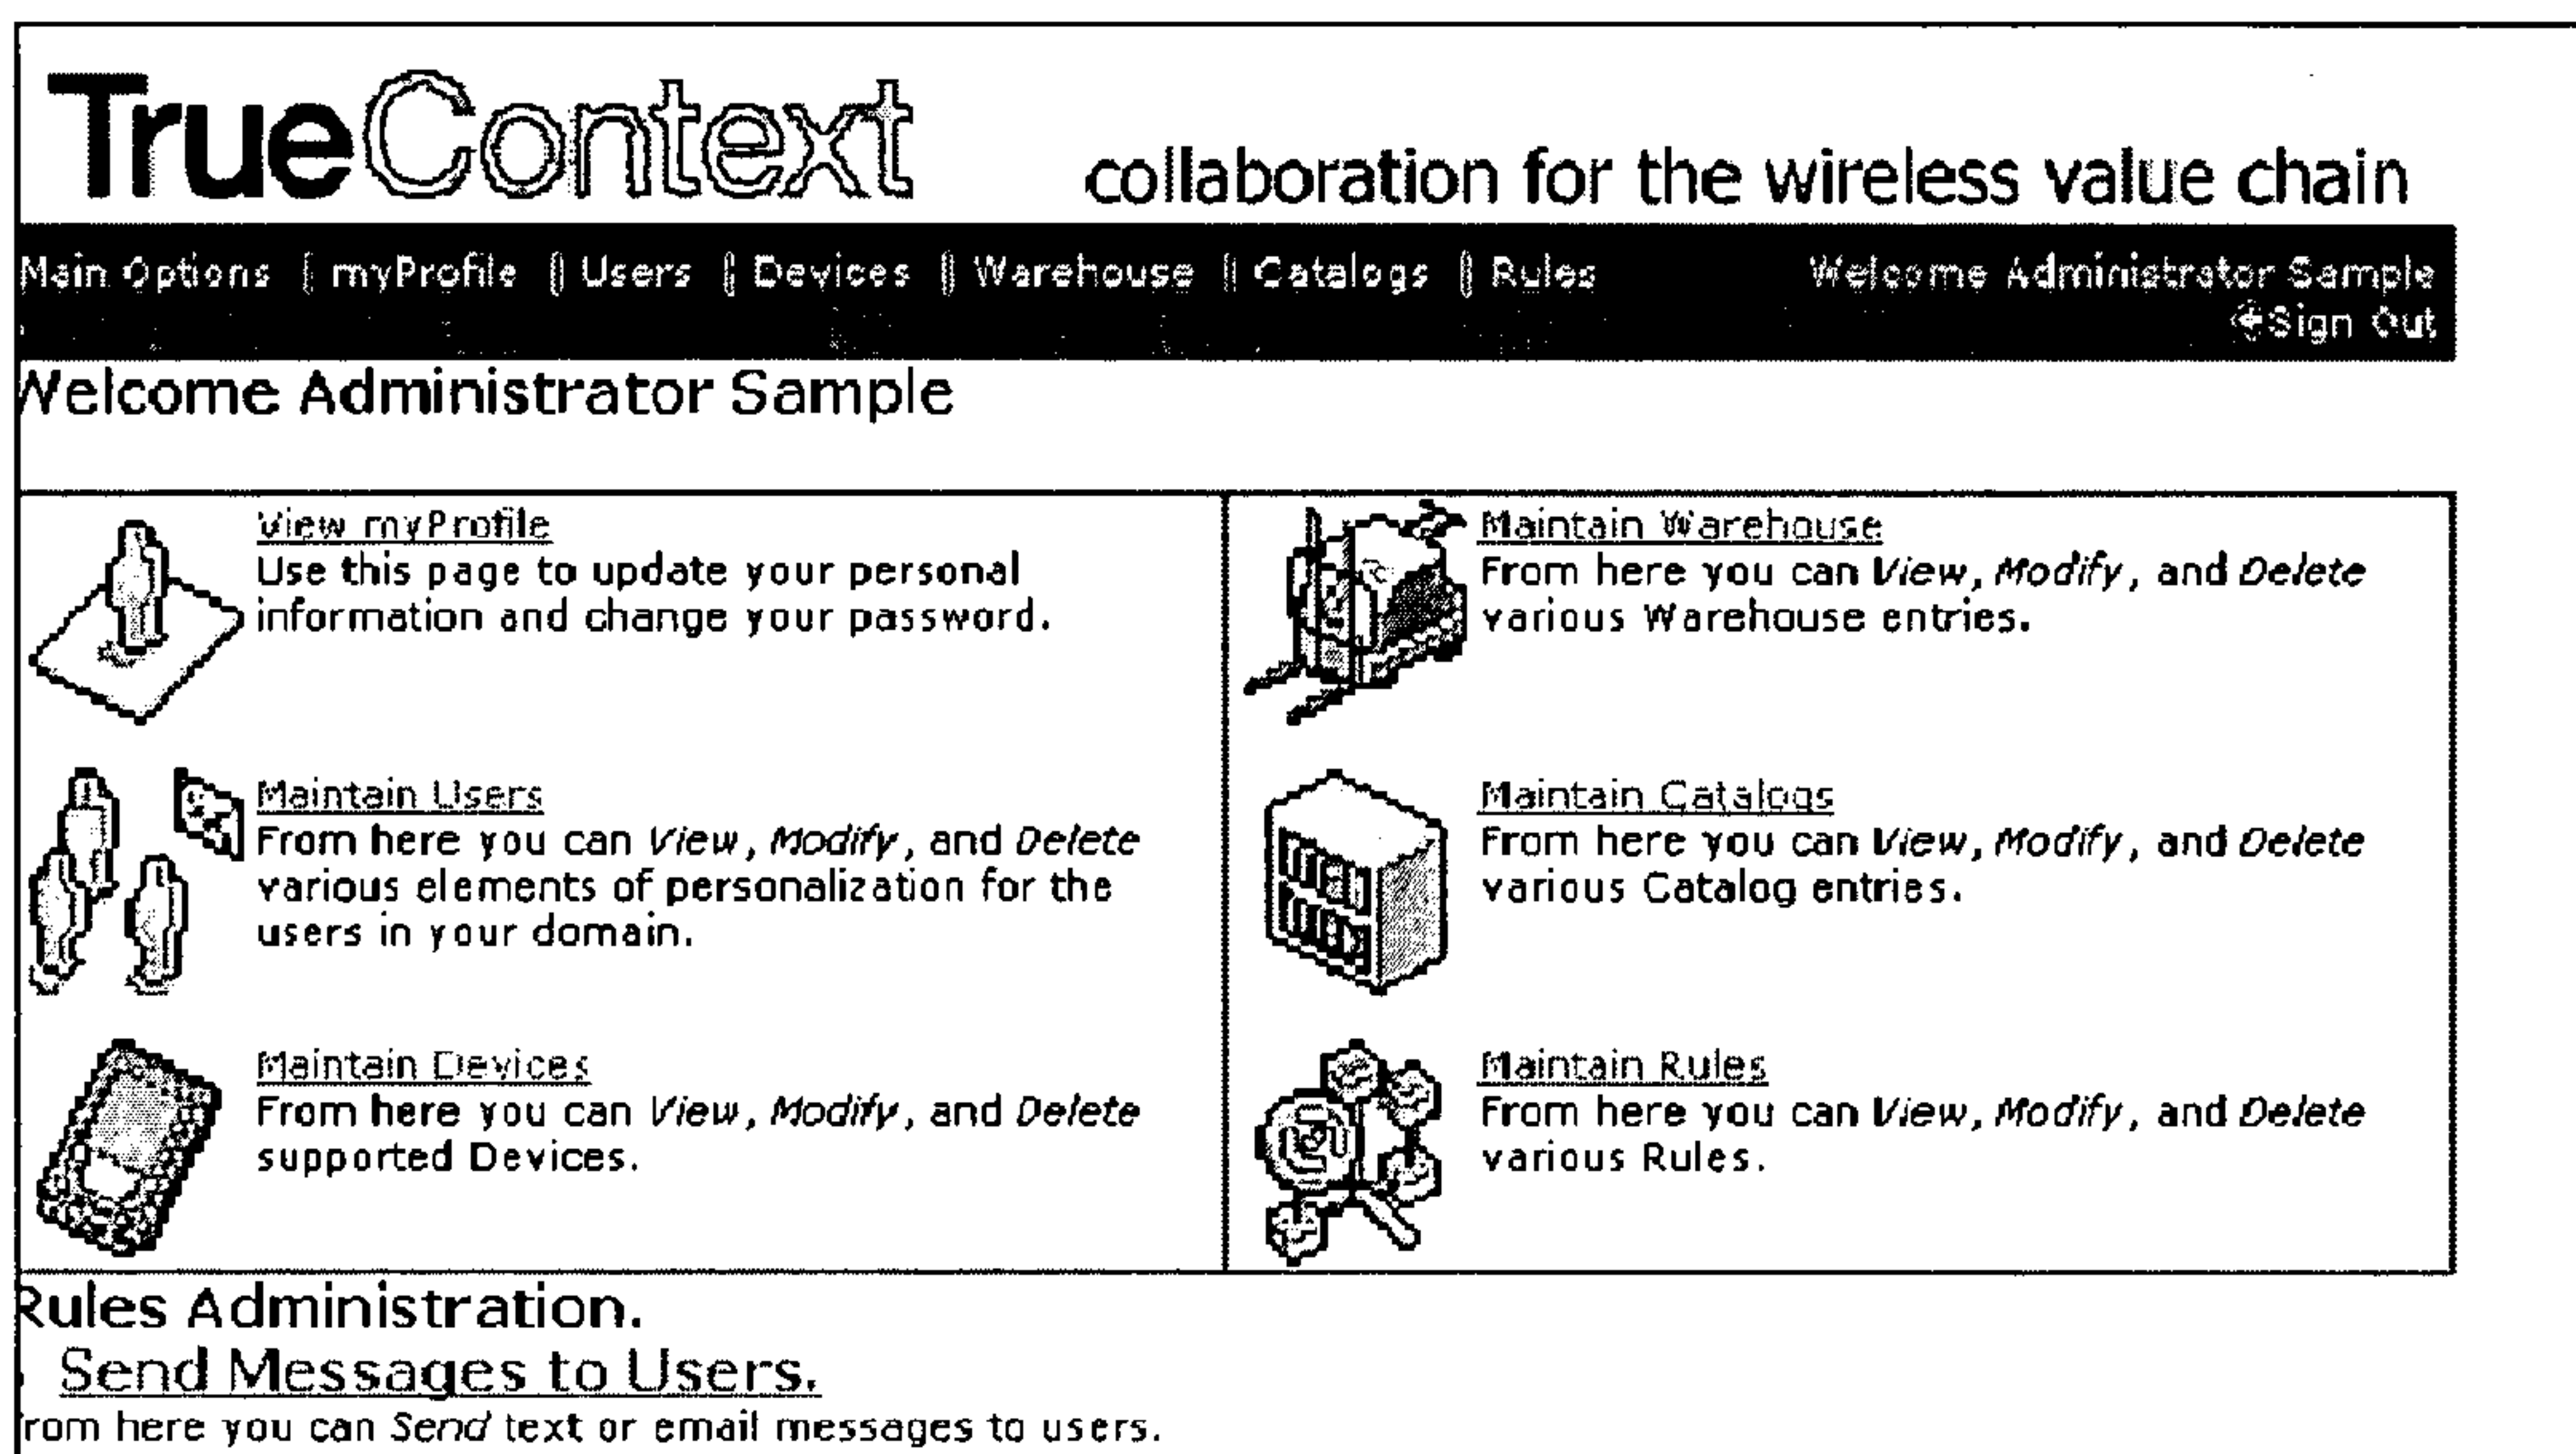 TrueContext
collaboration for the wireless value chain
Main Options | myProfile || Users || Devices || Warehouse || Catalogs || Rules
Welcome Administrator Sample
Sign Out
Welcome Administrator Sample
View myProfile
Use this page to update your personal
information and change your password.
Maintain Users
From here you can View, Modify, and Delete
various elements of personalization for the
users in your domain.
Maintain Devices
From here you can View, Modify, and Delete
supported Devices.
Maintain Warehouse
From here you can View, Modify, and Delete
various Warehouse entries.
Maintain Catalogs
From here you can View, Modify, and Delete
various Catalog entries.
Maintain Rules
From here you can View, Modify, and Delete
various Rules.
Rules Administration.
Send Messages to Users.
rom here you can Send text or email messages to users.